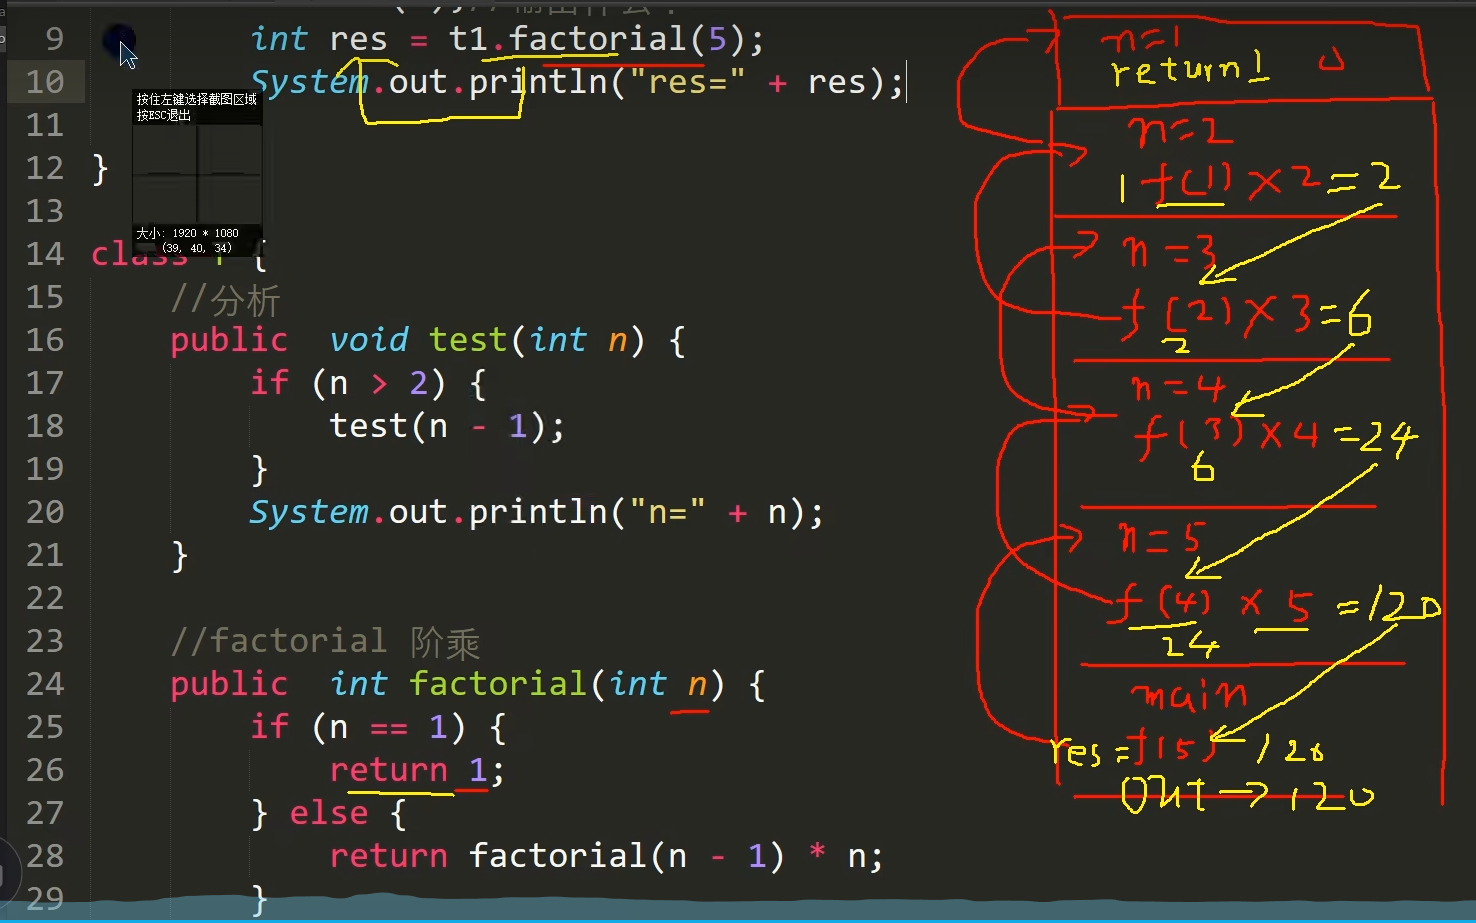 9 int res = t1.factorial(5);
10 System.out.println("res=" + res);
11
12 }
13
14 class T {
15 //分析
16 public void test(int n) {
17 if (n > 2) {
18 test(n - 1);
19 }
20 System.out.println("n=" + n);
21 }
22
23 //factorial 阶乘
24 public int factorial(int n) {
25 if (n == 1) {
26 return 1;
27 } else {
28 return factorial(n - 1) * n;
29 }
按住左键选择截图区域
按ESC退出
大小: 1920 * 1080
(39, 40, 34)
n=1
return 1
n=2
1 f(1)×2=2
n=3
f(2)×3=6
2
n=4
f(3)×4=24
6
n=5
f(4)×5=120
24
main
res=f(5) 120
out→120